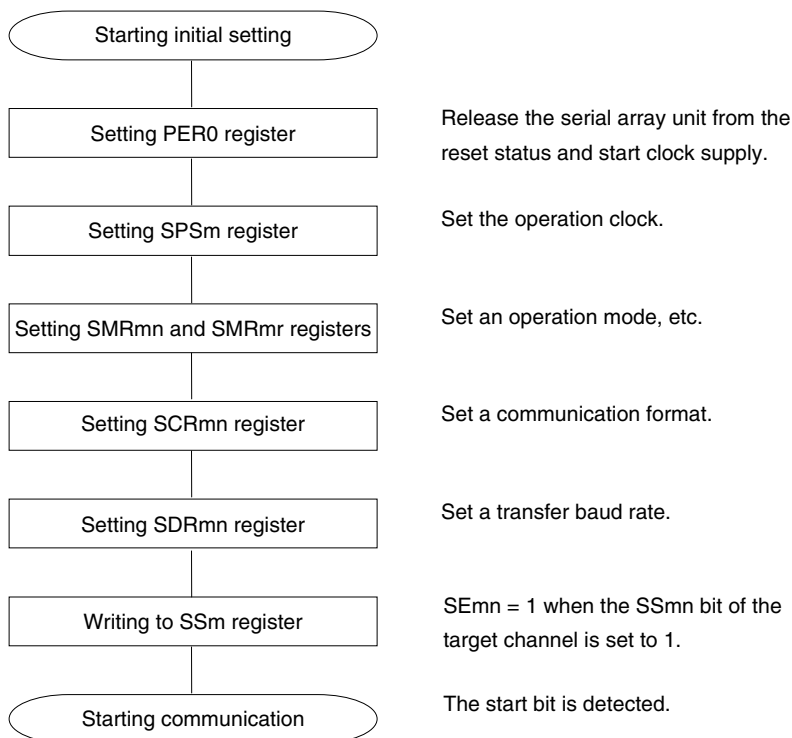 Starting initial setting
Setting PER0 register
Release the serial array unit from the
reset status and start clock supply.
Setting SPSm register
Set the operation clock.
Setting SMRmn and SMRmr registers
Set an operation mode, etc.
Setting SCRmn register
Set a communication format.
Setting SDRmn register
Set a transfer baud rate.
Writing to SSm register
SEmn = 1 when the SSmn bit of the
target channel is set to 1.
Starting communication
The start bit is detected.